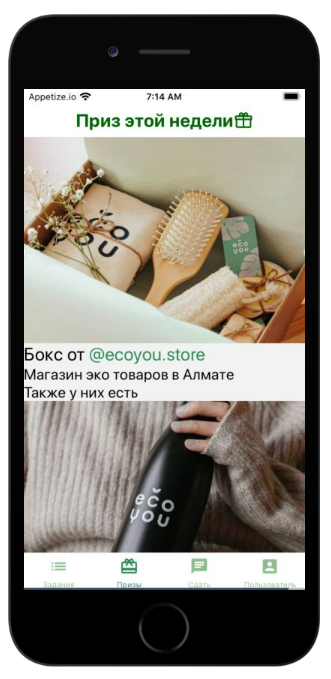 Appetize.io 7:14 AM
Приз этой недели
eco
you
eco
you
Бокс от @ecoyou.store
Магазин эко товаров в Алмате
Также у них есть
eco
you
Задания Призы Сдать Пользователь